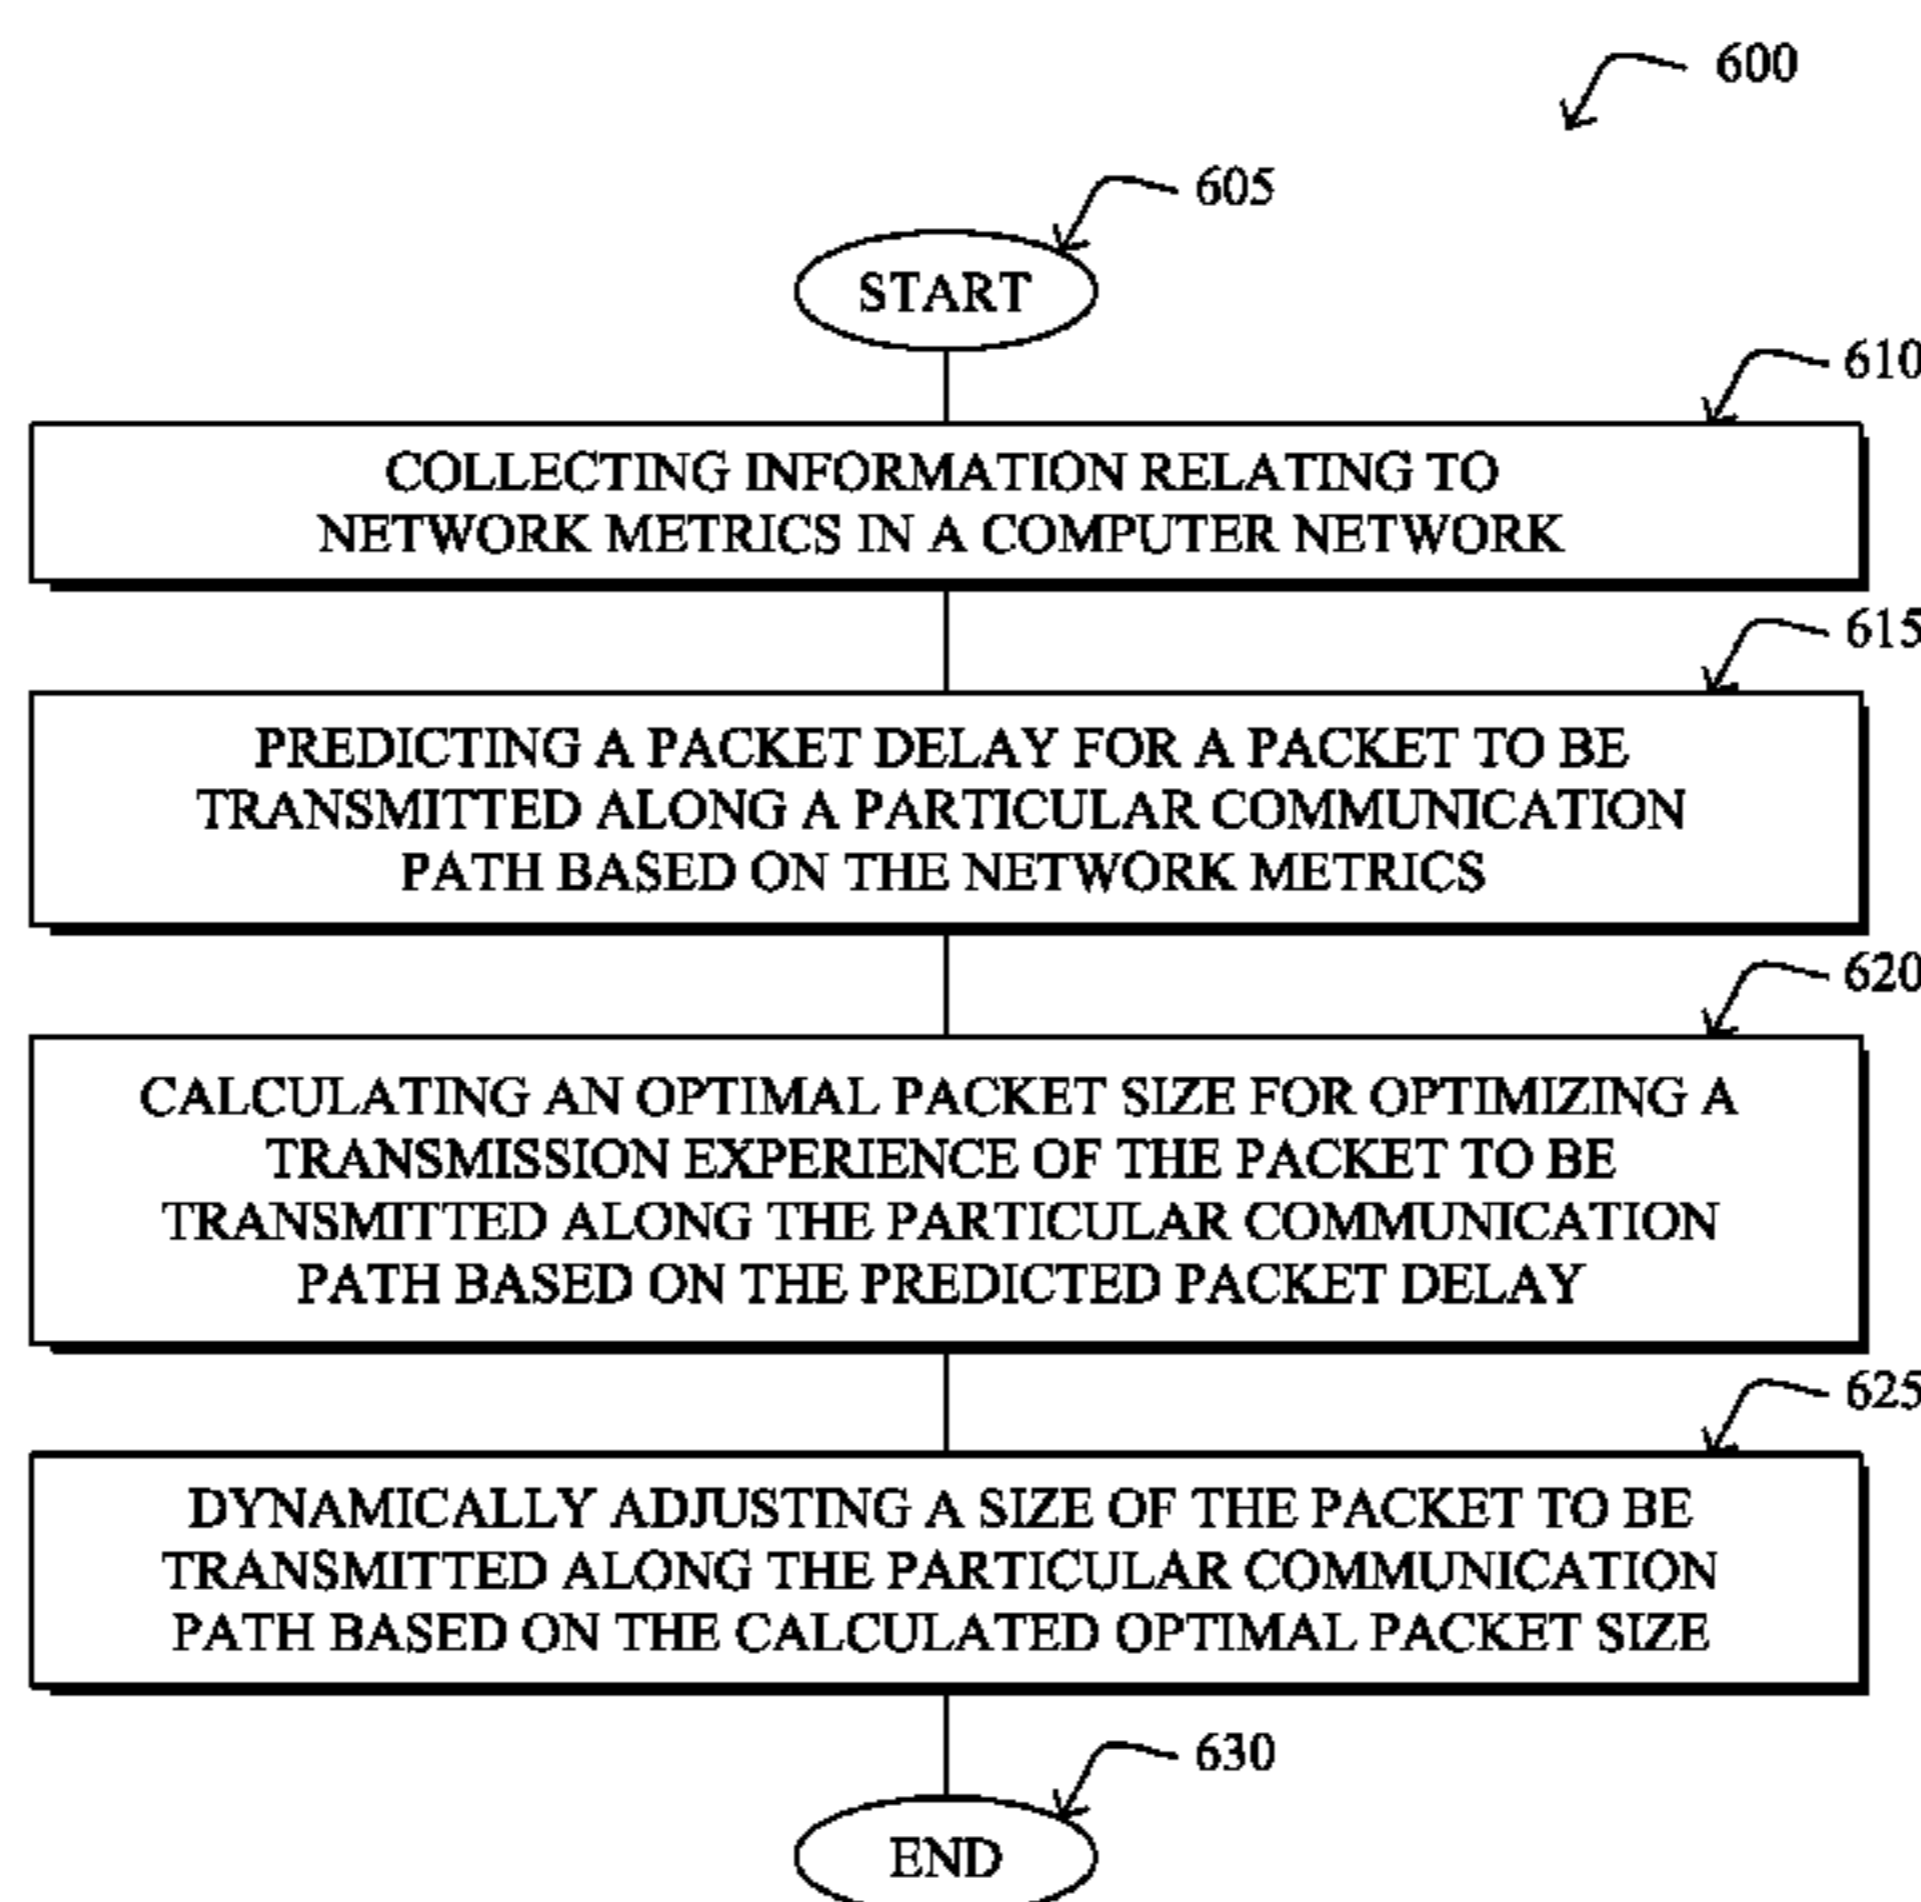 600
605
START
610
COLLECTING INFORMATION RELATING TO
NETWORK METRICS IN A COMPUTER NETWORK
615
PREDICTING A PACKET DELAY FOR A PACKET TO BE
TRANSMITTED ALONG A PARTICULAR COMMUNICATION
PATH BASED ON THE NETWORK METRICS
620
CALCULATING AN OPTIMAL PACKET SIZE FOR OPTIMIZING A
TRANSMISSION EXPERIENCE OF THE PACKET TO BE
TRANSMITTED ALONG THE PARTICULAR COMMUNICATION
PATH BASED ON THE PREDICTED PACKET DELAY
625
DYNAMICALLY ADJUSTING A SIZE OF THE PACKET TO BE
TRANSMITTED ALONG THE PARTICULAR COMMUNICATION
PATH BASED ON THE CALCULATED OPTIMAL PACKET SIZE
630
END